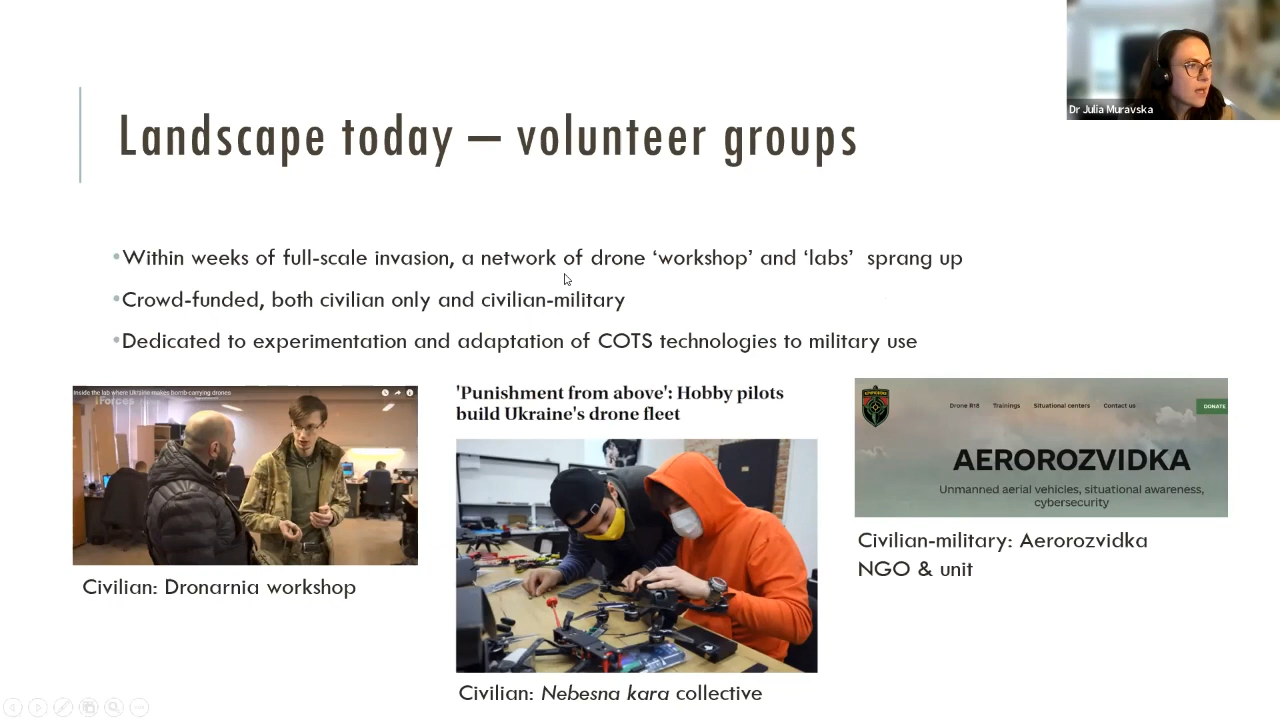 Dr Julia Muravska
Landscape today – volunteer groups
•Within weeks of full-scale invasion, a network of drone ‘workshop’ and ‘labs’ sprang up
•Crowd-funded, both civilian only and civilian-military
•Dedicated to experimentation and adaptation of COTS technologies to military use
Inside the lab where Ukraine makes bomb-carrying drones
Forces
Civilian: Dronarnia workshop
'Punishment from above': Hobby pilots
build Ukraine's drone fleet
Civilian: Nebesna kara collective
Drone R18 Trainings Situational centers Contact us DONATE
AEROROZVIDKA
Unmanned aerial vehicles, situational awareness,
cybersecurity
Civilian-military: Aerorozvidka
NGO & unit